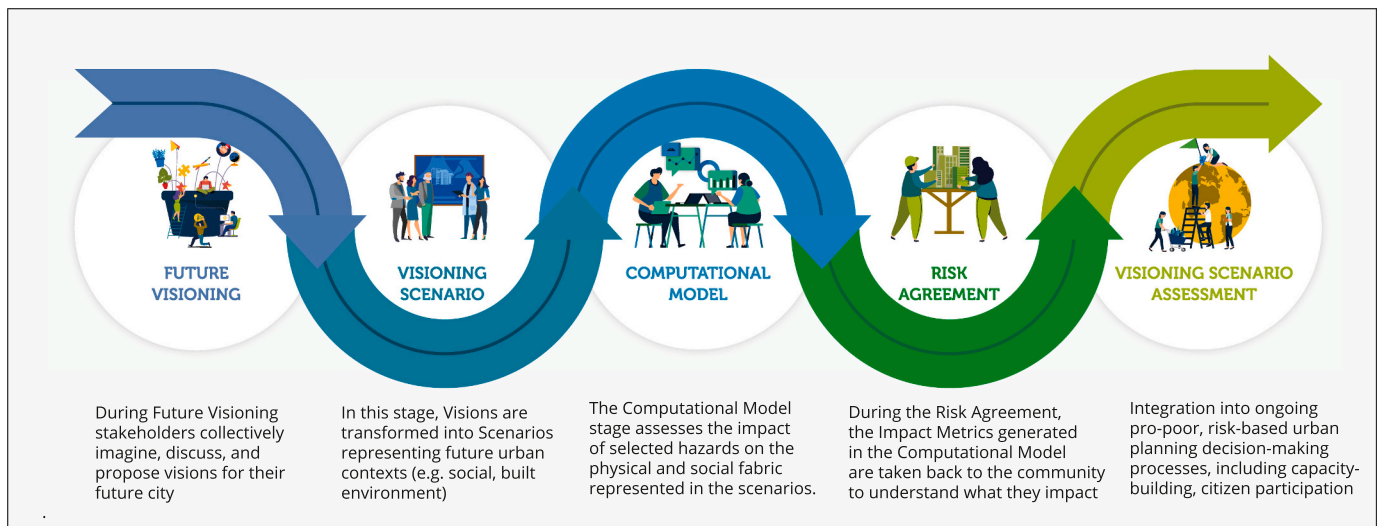 FUTURE
VISIONING
VISIONING
SCENARIO
COMPUTATIONAL
MODEL
RISK
AGREEMENT
VISIONING SCENARIO
ASSESSMENT
During Future Visioning
stakeholders collectively
imagine, discuss, and
propose visions for their
future city
In this stage, Visions are
transformed into Scenarios
representing future urban
contexts (e.g. social, built
environment)
The Computational Model
stage assesses the impact
of selected hazards on the
physical and social fabric
represented in the scenarios.
During the Risk Agreement,
the Impact Metrics generated
in the Computational Model
are taken back to the community
to understand what they impact
Integration into ongoing
pro-poor, risk-based urban
planning decision-making
processes, including capacity-
building, citizen participation
.